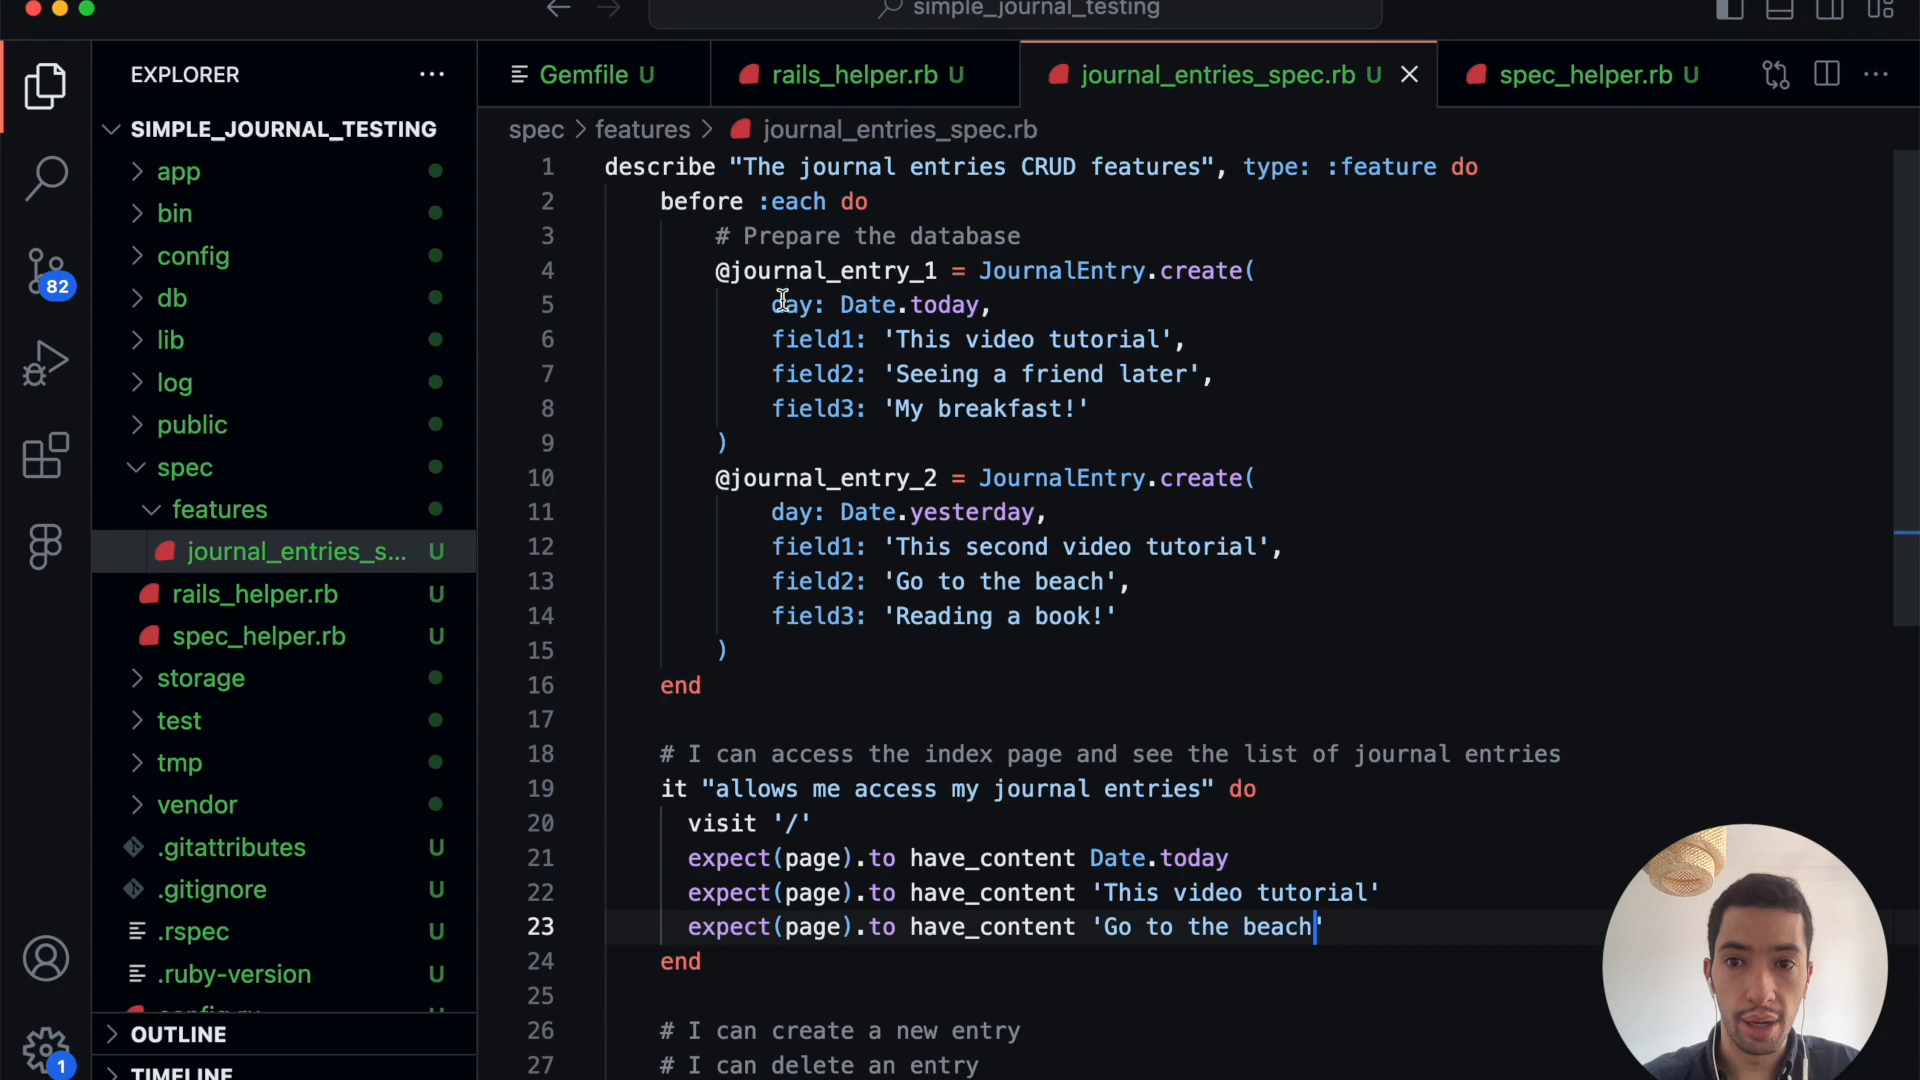 simple_journal_testing
EXPLORER
Gemfile U
rails_helper.rb U
journal_entries_spec.rb U
spec_helper.rb U
SIMPLE_JOURNAL_TESTING
app
bin
config
db
lib
log
public
spec
features
journal_entries_s... U
rails_helper.rb U
spec_helper.rb U
storage
test
tmp
vendor
.gitattributes U
.gitignore U
.rspec U
.ruby-version U
OUTLINE
TIMELINE
82
1
spec > features > journal_entries_spec.rb
1 describe "The journal entries CRUD features", type: :feature do
2 before :each do
3 # Prepare the database
4 @journal_entry_1 = JournalEntry.create(
5 day: Date.today,
6 field1: 'This video tutorial',
7 field2: 'Seeing a friend later',
8 field3: 'My breakfast!'
9 )
10 @journal_entry_2 = JournalEntry.create(
11 day: Date.yesterday,
12 field1: 'This second video tutorial',
13 field2: 'Go to the beach',
14 field3: 'Reading a book!'
15 )
16 end
17
18 # I can access the index page and see the list of journal entries
19 it "allows me access my journal entries" do
20 visit '/'
21 expect(page).to have_content Date.today
22 expect(page).to have_content 'This video tutorial'
23 expect(page).to have_content 'Go to the beach'
24 end
25
26 # I can create a new entry
27 # I can delete an entry